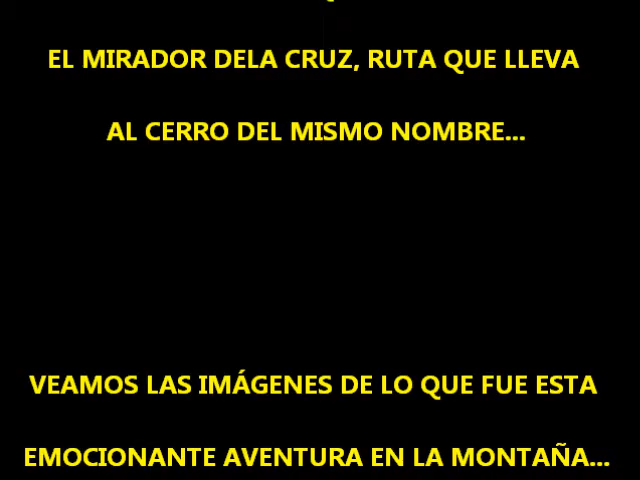 EL MIRADOR DELA CRUZ, RUTA QUE LLEVA
AL CERRO DEL MISMO NOMBRE...
VEAMOS LAS IMÁGENES DE LO QUE FUE ESTA
EMOCIONANTE AVENTURA EN LA MONTAÑA...